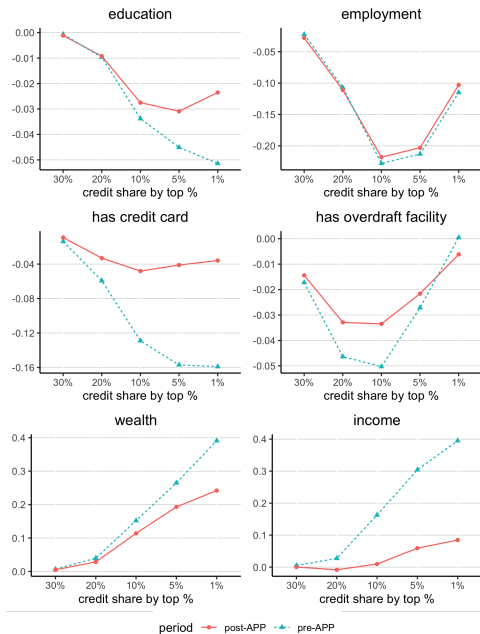 education
employment
0.00
-0.01
-0.02
-0.03
-0.04
-0.05
30% 20% 10% 5% 1%
credit share by top %
-0.05
-0.10
-0.15
-0.20
30% 20% 10% 5% 1%
credit share by top %
has credit card
has overdraft facility
-0.04
-0.08
-0.12
-0.16
30% 20% 10% 5% 1%
credit share by top %
0.00
-0.01
-0.02
-0.03
-0.04
-0.05
30% 20% 10% 5% 1%
credit share by top %
wealth
income
0.4
0.3
0.2
0.1
0.0
30% 20% 10% 5% 1%
credit share by top %
0.4
0.3
0.2
0.1
0.0
30% 20% 10% 5% 1%
credit share by top %
period post-APP pre-APP